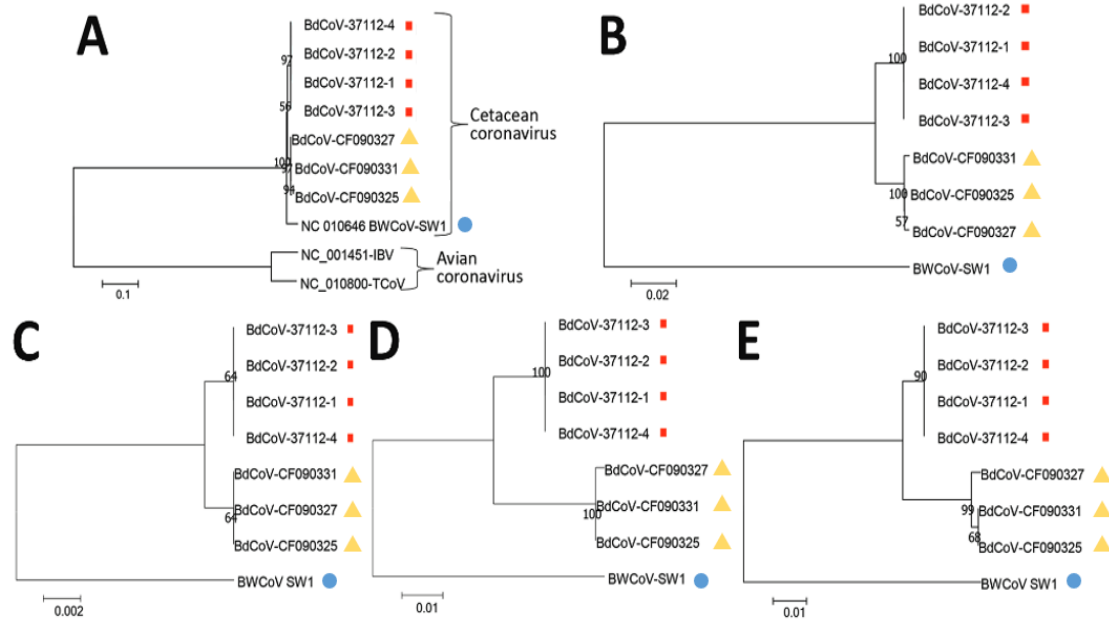 A
BdCoV-37112-4
97
BdCoV-37112-2
BdCoV-37112-1
56
BdCoV-37112-3
Cetacean
coronavirus
BdCoV-CF090327
100
97
BdCoV-CF090331
94
BdCoV-CF090325
NC 010646 BWCoV-SW1
NC_001451-IBV
Avian
coronavirus
NC_010800-TCoV
0.1
B
BdCoV-37112-2
100
BdCoV-37112-1
BdCoV-37112-4
BdCoV-37112-3
BdCoV-CF090331
100
BdCoV-CF090325
57
BdCoV-CF090327
BWCoV-SW1
0.02
C
BdCoV-37112-3
BdCoV-37112-2
64
BdCoV-37112-1
BdCoV-37112-4
BdCoV-CF090331
BdCoV-CF090327
64
BdCoV-CF090325
BWCoV SW1
0.002
D
BdCoV-37112-3
BdCoV-37112-2
100
BdCoV-37112-1
BdCoV-37112-4
BdCoV-CF090327
BdCoV-CF090331
100
BdCoV-CF090325
BWCoV-SW1
0.01
E
BdCoV-37112-3
BdCoV-37112-2
90
BdCoV-37112-1
BdCoV-37112-4
BdCoV-CF090327
99
BdCoV-CF090331
68
BdCoV-CF090325
BWCoV SW1
0.01